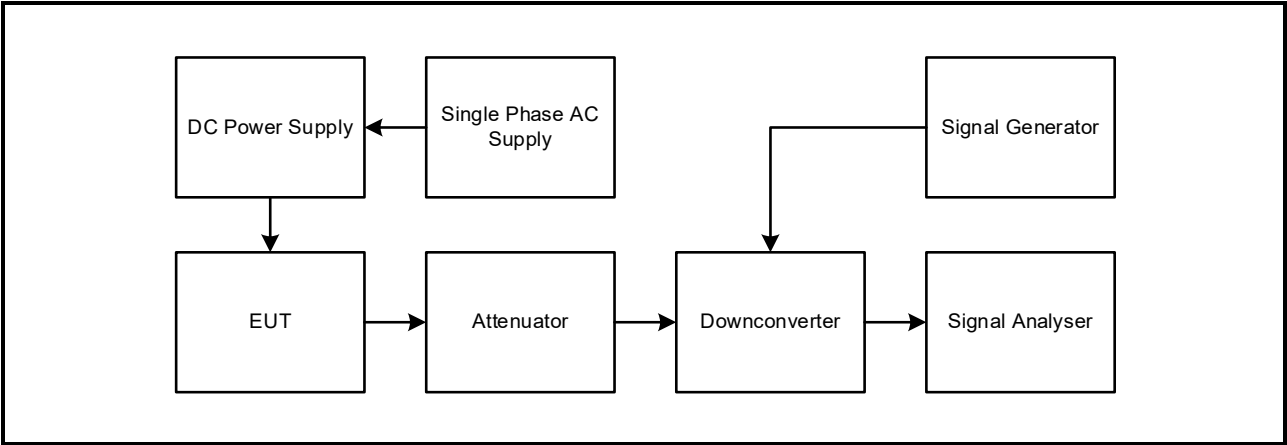 DC Power Supply
Single Phase AC
Supply
Signal Generator
EUT
Attenuator
Downconverter
Signal Analyser